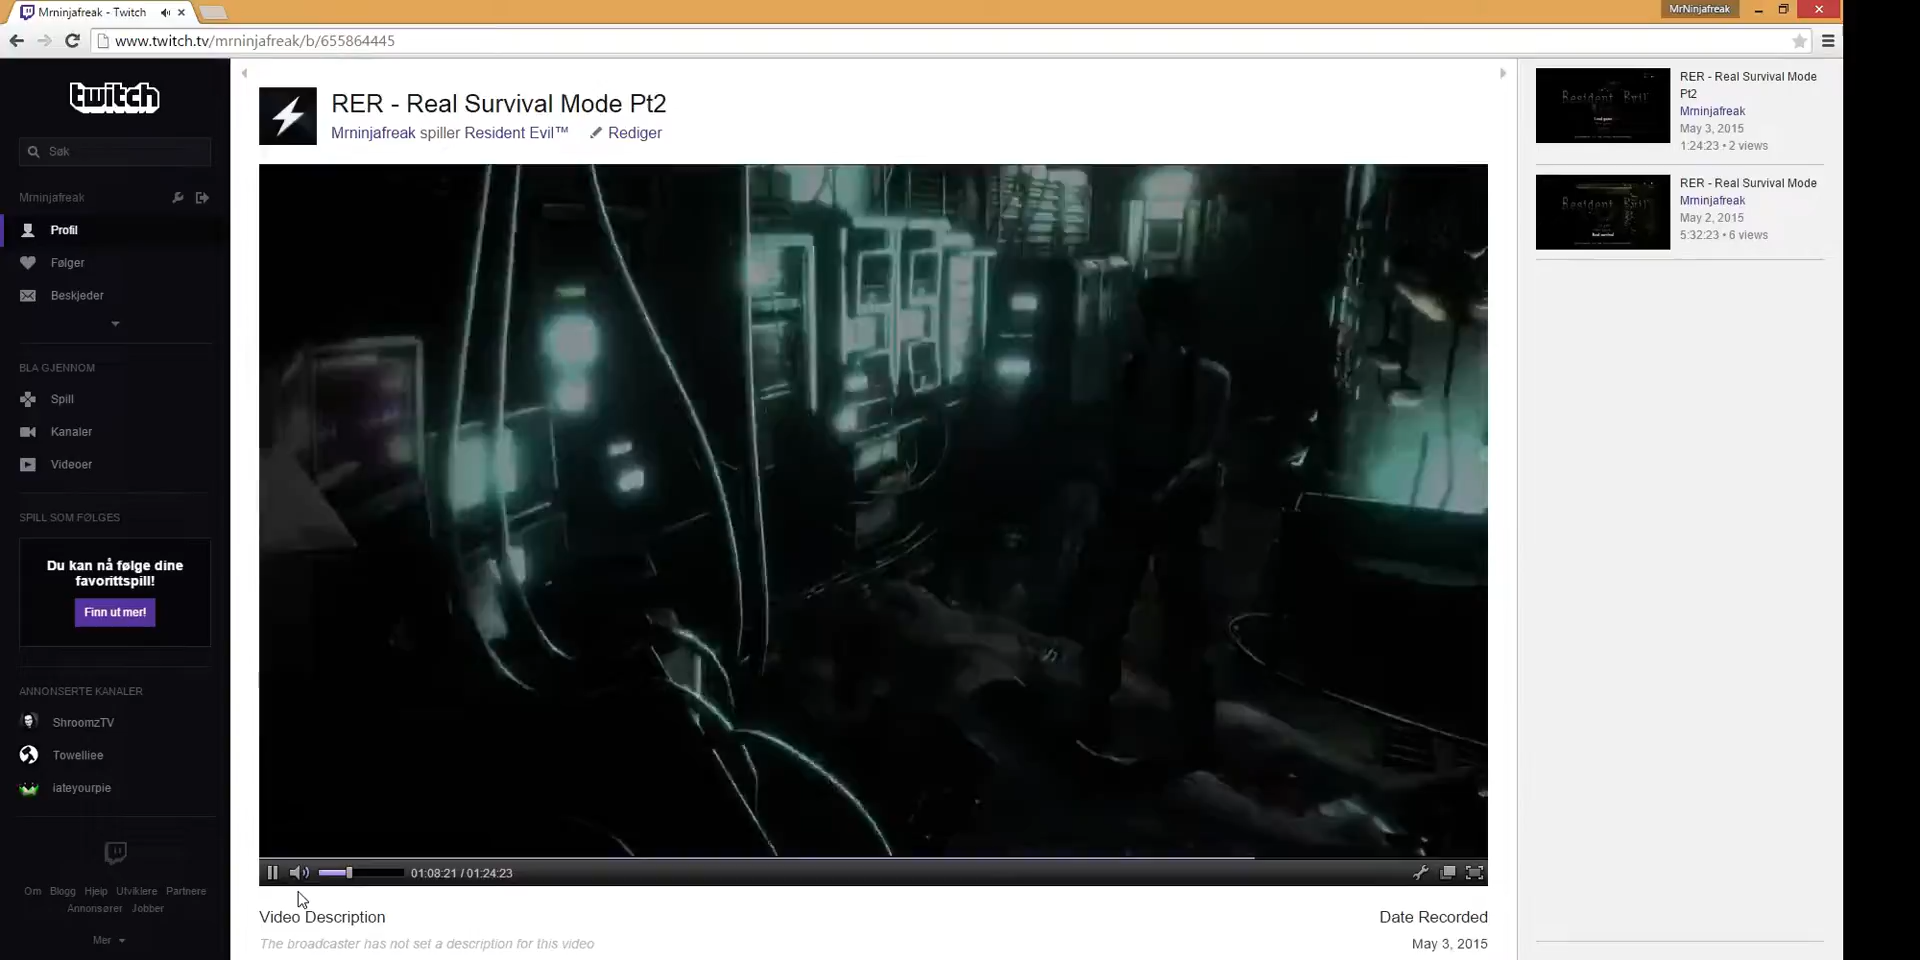 Mrninjafreak - Twitch
MrNinjafreak
www.twitch.tv/mrninjafreak/b/655864445
twitch
Søk
Mrninjafreak
Profil
Følger
Beskjeder
BLA GJENNOM
Spill
Kanaler
Videoer
SPILL SOM FØLGES
Du kan nå følge dine
favorittspill!
Finn ut mer!
ANNONSERTE KANALER
ShroomzTV
Towelliee
iateyourpie
Om Blogg Hjelp Utviklere Partnere
Annonsører Jobber
Mer
RER - Real Survival Mode Pt2
Mrninjafreak spiller Resident Evil™ Rediger
01:08:21 / 01:24:23
Video Description
The broadcaster has not set a description for this video
Date Recorded
May 3, 2015
Resident Evil
RER - Real Survival Mode
Pt2
Mrninjafreak
May 3, 2015
1:24:23 • 2 views
Resident Evil
RER - Real Survival Mode
Mrninjafreak
May 2, 2015
5:32:23 • 6 views